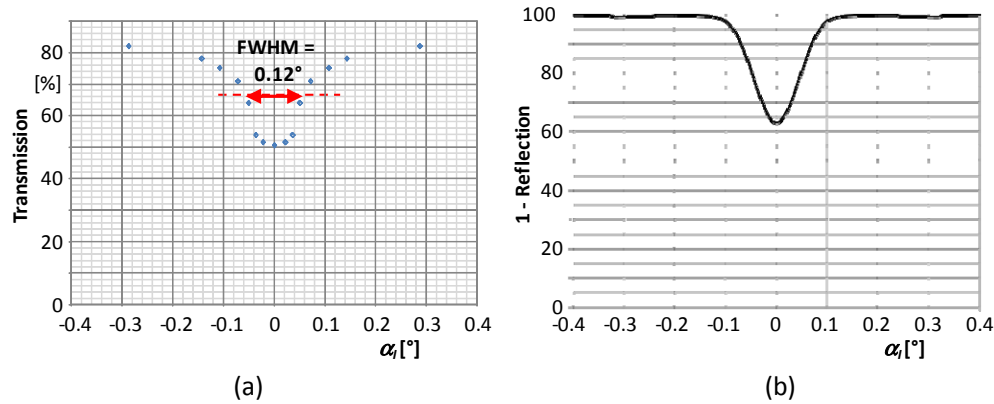 FWHM =
0.12°
Transmission
[%]
80
60
40
20
0
-0.4 -0.3 -0.2 -0.1 0 0.1 0.2 0.3 0.4
αᵢ [°]
(a)
1 - Reflection
100
80
60
40
20
0
-0.4 -0.3 -0.2 -0.1 0 0.1 0.2 0.3 0.4
αᵢ [°]
(b)